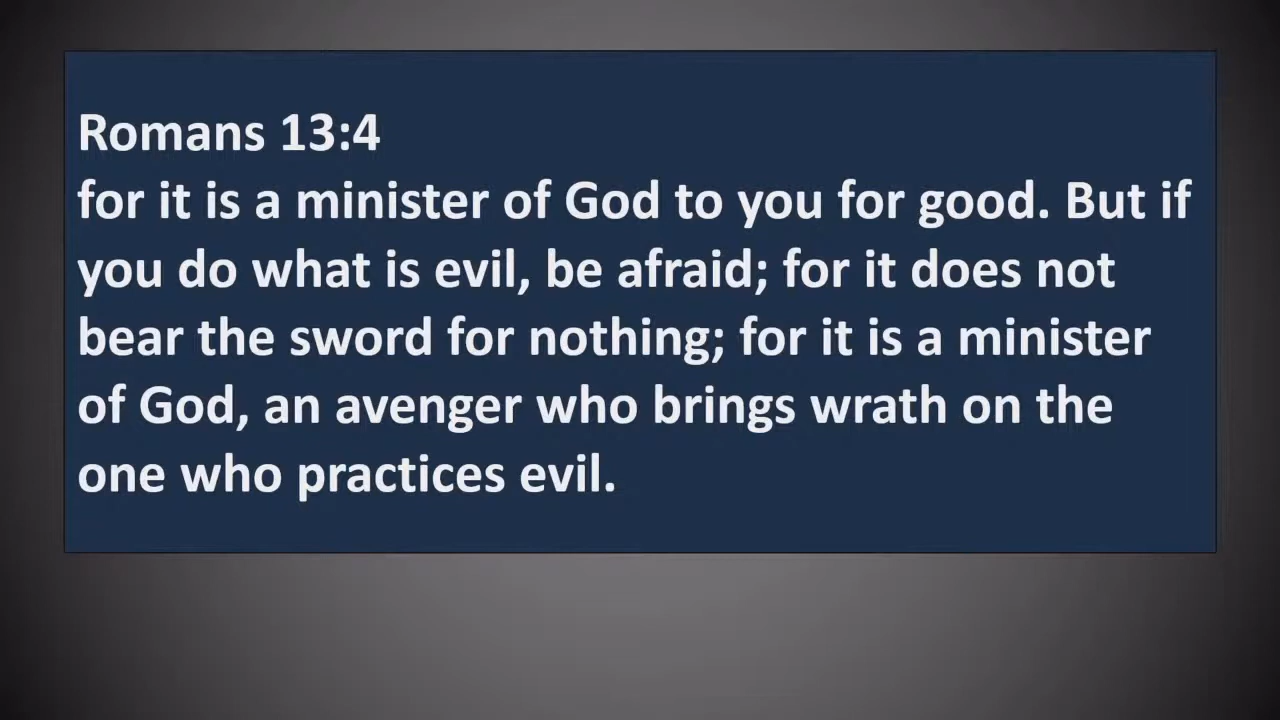 Romans 13:4
for it is a minister of God to you for good. But if
you do what is evil, be afraid; for it does not
bear the sword for nothing; for it is a minister
of God, an avenger who brings wrath on the
one who practices evil.